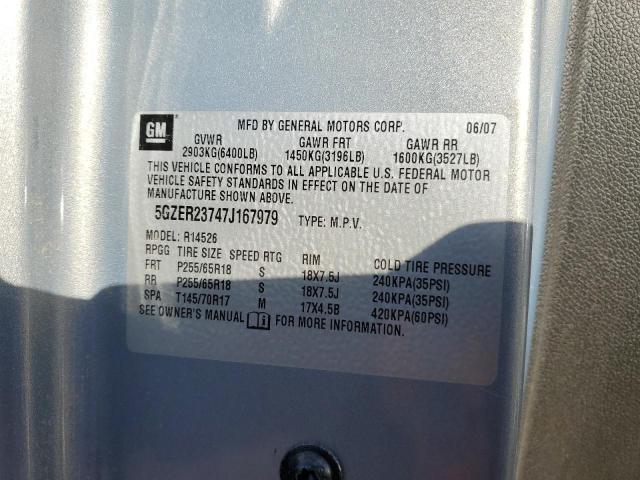 GM
MFD BY GENERAL MOTORS CORP. 06/07
GVWR GAWR FRT GAWR RR
2903KG(6400LB) 1450KG(3196LB) 1600KG(3527LB)
THIS VEHICLE CONFORMS TO ALL APPLICABLE U.S. FEDERAL MOTOR
VEHICLE SAFETY STANDARDS IN EFFECT ON THE DATE OF
MANUFACTURE SHOWN ABOVE.
5GZER23747J167979 TYPE: M.P.V.
MODEL: R14526
RPGG TIRE SIZE SPEED RTG RIM COLD TIRE PRESSURE
FRT P255/65R18 S 18X7.5J 240KPA(35PSI)
RR P255/65R18 S 18X7.5J 240KPA(35PSI)
SPA T145/70R17 M 17X4.5B 420KPA(60PSI)
SEE OWNER'S MANUAL FOR MORE INFORMATION.